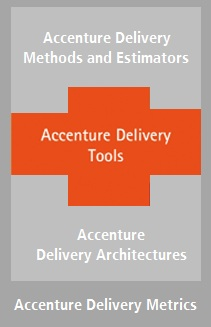 Accenture Delivery
Methods and Estimators
Accenture Delivery
Tools
Accenture
Delivery Architectures
Accenture Delivery Metrics